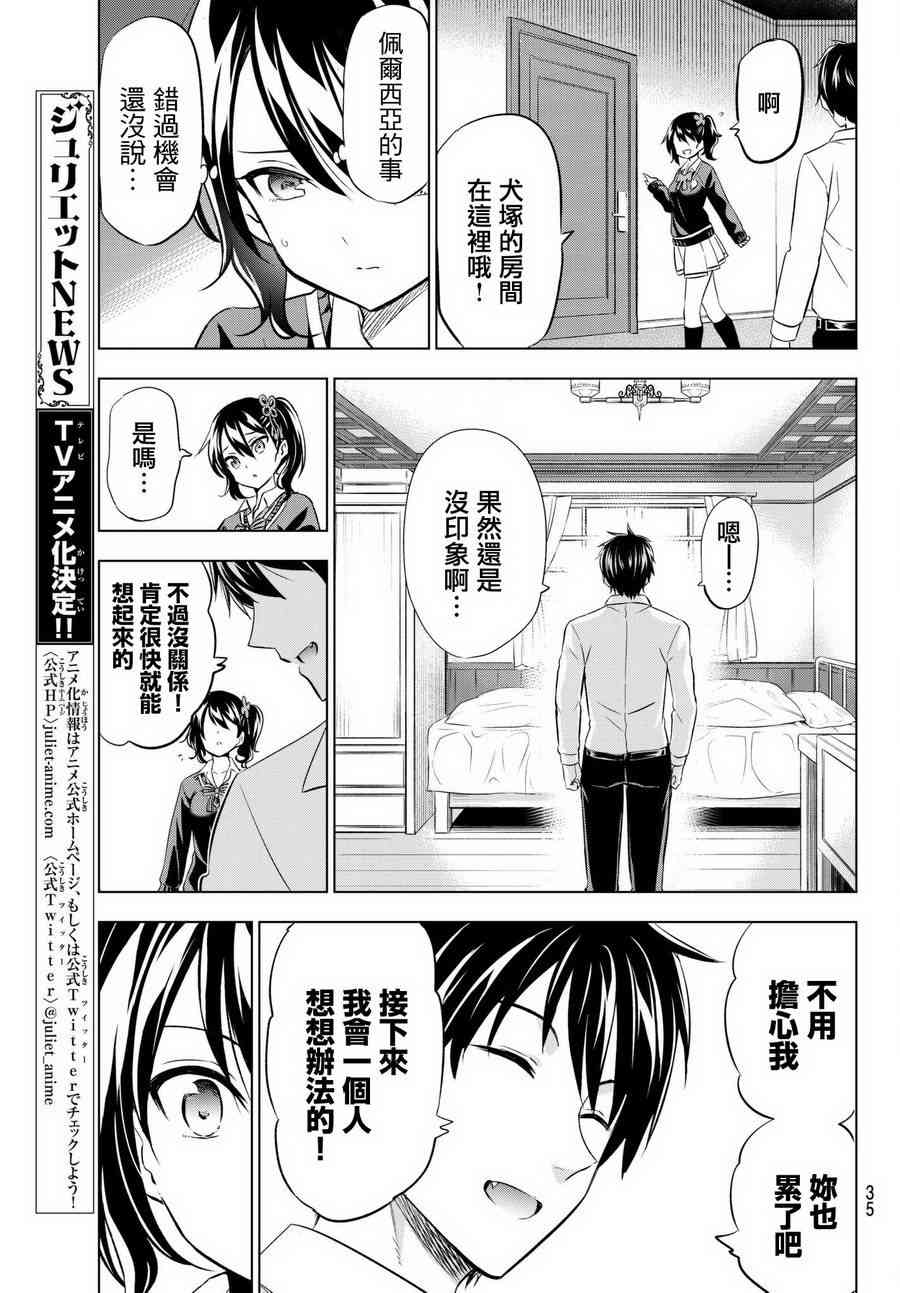 啊
犬塚的房間
在這裡哦！
佩爾西亞的事
錯過機會
還沒說…
嗯—…
果然還是
沒印象啊…
是嗎…
不過沒關係！
肯定很快就能
想起來的
不用
擔心我
妳也
累了吧
接下來
我會一個人
想想辦法的！
ジュリエットNEWS
TVアニメ化決定!!
アニメ化情報はアニメ公式ホームページ、もしくは公式Twitterでチェックしよう！
〈公式HP〉juliet-anime.com　〈公式Twitter〉@juliet_anime
35